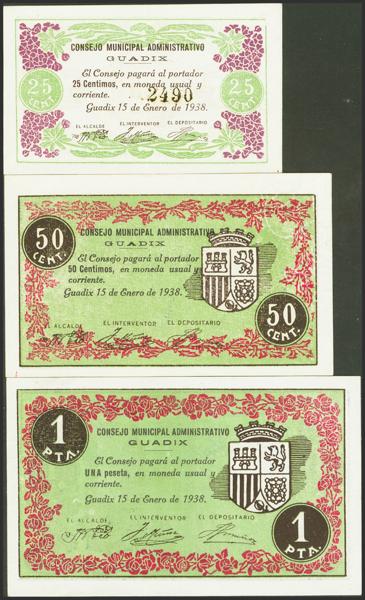 CONSEJO MUNICIPAL ADMINISTRATIVO
GUADIX
El Consejo pagará al portador
25 Centimos, en moneda usual y
corriente.
2490
Guadix 15 de Enero de 1938.
EL ALCALDE EL INTERVENTOR EL DEPOSITARIO
25 CENT.
25 CENT.
50 CENT.
CONSEJO MUNICIPAL ADMINISTRATIVO
GUADIX
El Consejo pagará al portador
50 Centimos, en moneda usual y
corriente.
Guadix 15 de Enero de 1938.
EL ALCALDE EL INTERVENTOR EL DEPOSITARIO
50 CENT.
1 PTA.
CONSEJO MUNICIPAL ADMINISTRATIVO
GUADIX
El Consejo pagará al portador
UNA peseta, en moneda usual y
corriente.
Guadix 15 de Enero de 1938.
EL ALCALDE EL INTERVENTOR EL DEPOSITARIO
1 PTA.